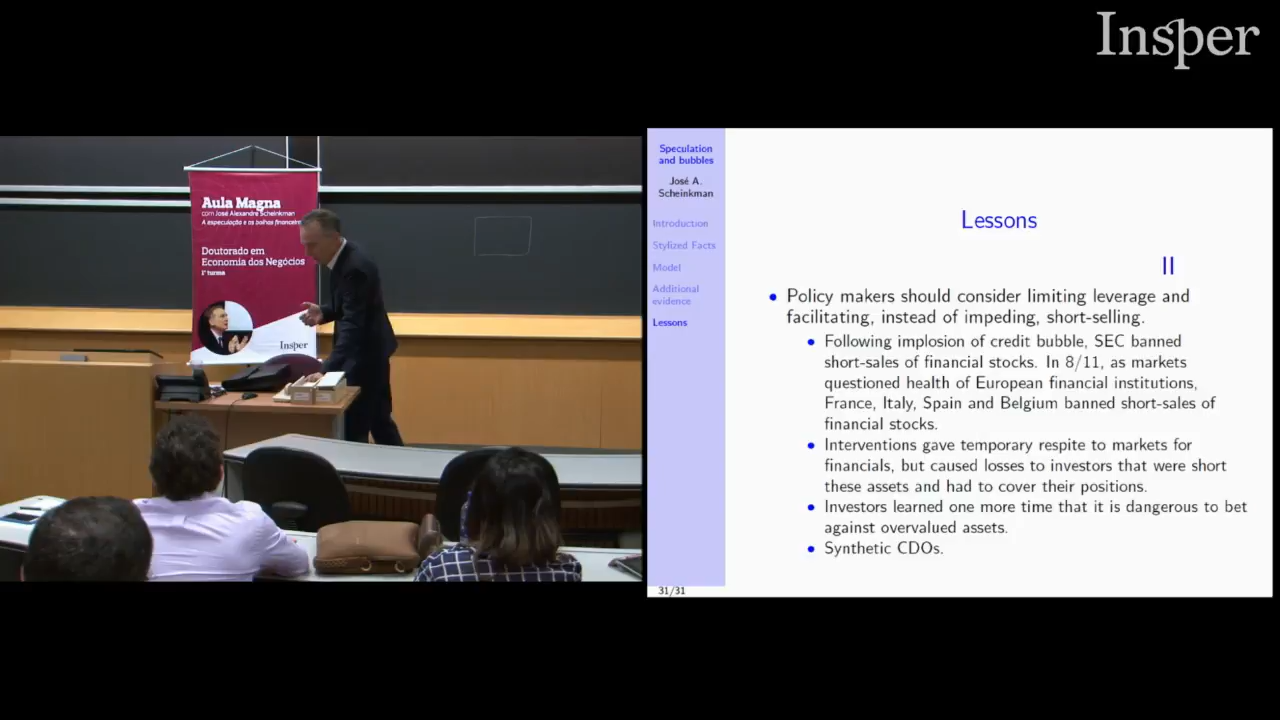 Insper
Aula Magna
com José Alexandre Scheinkman
A especulação e as bolhas financeiras
Doutorado em
Economia dos Negócios
1ª turma
Insper
Speculation
and bubbles
José A.
Scheinkman
Introduction
Stylized Facts
Model
Additional
evidence
Lessons
Lessons
II
• Policy makers should consider limiting leverage and
facilitating, instead of impeding, short-selling.
• Following implosion of credit bubble, SEC banned
short-sales of financial stocks. In 8/11, as markets
questioned health of European financial institutions,
France, Italy, Spain and Belgium banned short-sales of
financial stocks.
• Interventions gave temporary respite to markets for
financials, but caused losses to investors that were short
these assets and had to cover their positions.
• Investors learned one more time that it is dangerous to bet
against overvalued assets.
• Synthetic CDOs.
31/31